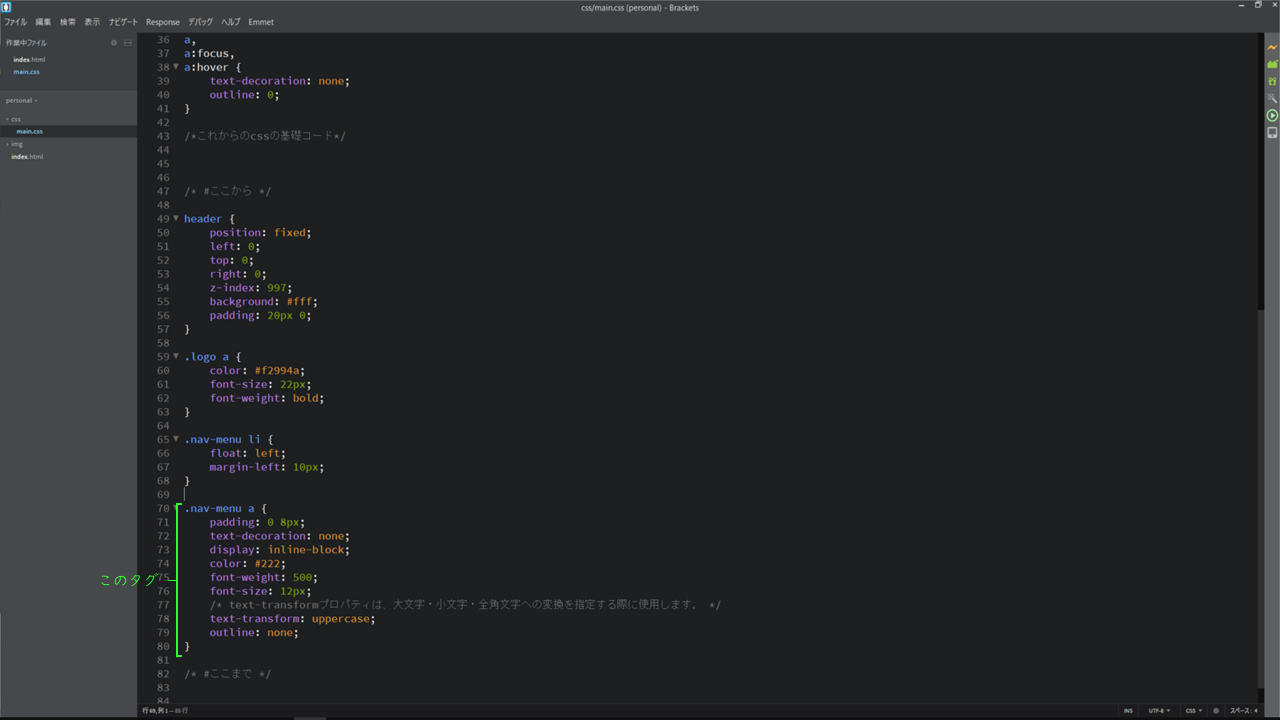 css/main.css (personal) - Brackets
ファイル 編集 検索 表示 ナビゲート Response デバッグ ヘルプ Emmet
作業中ファイル
index.html
main.css
personal
css
main.css
img
index.html
36 a,
37 a:focus,
38 a:hover {
39 text-decoration: none;
40 outline: 0;
41 }
42
43 /*これからのcssの基礎コード*/
44
45
46
47 /* #ここから */
48
49 header {
50 position: fixed;
51 left: 0;
52 top: 0;
53 right: 0;
54 z-index: 997;
55 background: #fff;
56 padding: 20px 0;
57 }
58
59 .logo a {
60 color: #f2994a;
61 font-size: 22px;
62 font-weight: bold;
63 }
64
65 .nav-menu li {
66 float: left;
67 margin-left: 10px;
68 }
69
70 .nav-menu a {
71 padding: 0 8px;
72 text-decoration: none;
73 display: inline-block;
74 color: #222;
このタグ
75 font-weight: 500;
76 font-size: 12px;
77 /* text-transformプロパティは、大文字・小文字・全角文字への変換を指定する際に使用します。 */
78 text-transform: uppercase;
79 outline: none;
80 }
81
82 /* #ここまで */
83
84
行 69, 列 1 — 85 行
INS UTF-8 CSS スペース: 4